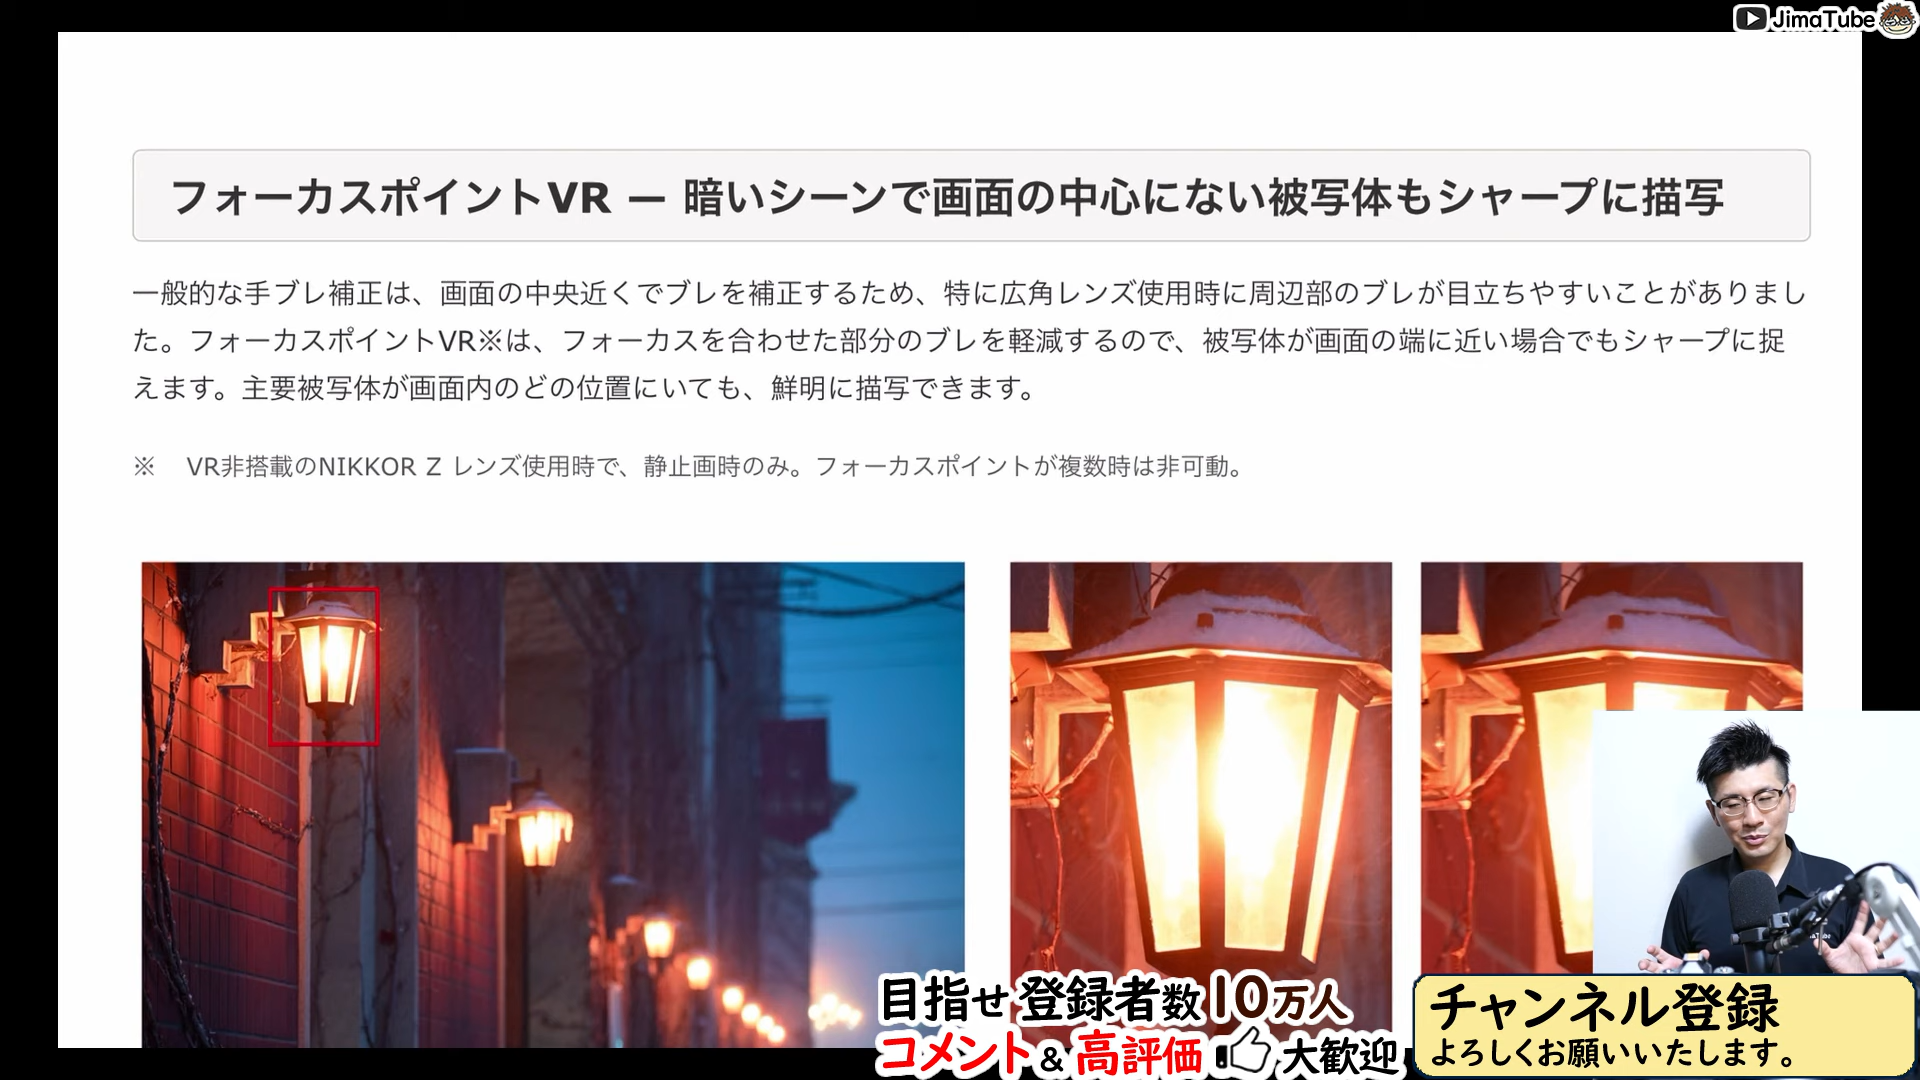 JimaTube
フォーカスポイントVR － 暗いシーンで画面の中心にない被写体もシャープに描写
一般的な手ブレ補正は、画面の中央近くでブレを補正するため、特に広角レンズ使用時に周辺部のブレが目立ちやすいことがありまし
た。フォーカスポイントVR※は、フォーカスを合わせた部分のブレを軽減するので、被写体が画面の端に近い場合でもシャープに捉
えます。主要被写体が画面内のどの位置にいても、鮮明に描写できます。
※ VR非搭載のNIKKOR Z レンズ使用時で、静止画時のみ。フォーカスポイントが複数時は非可動。
目指せ登録者数10万人
コメント&高評価 大歓迎
チャンネル登録
よろしくお願いいたします。